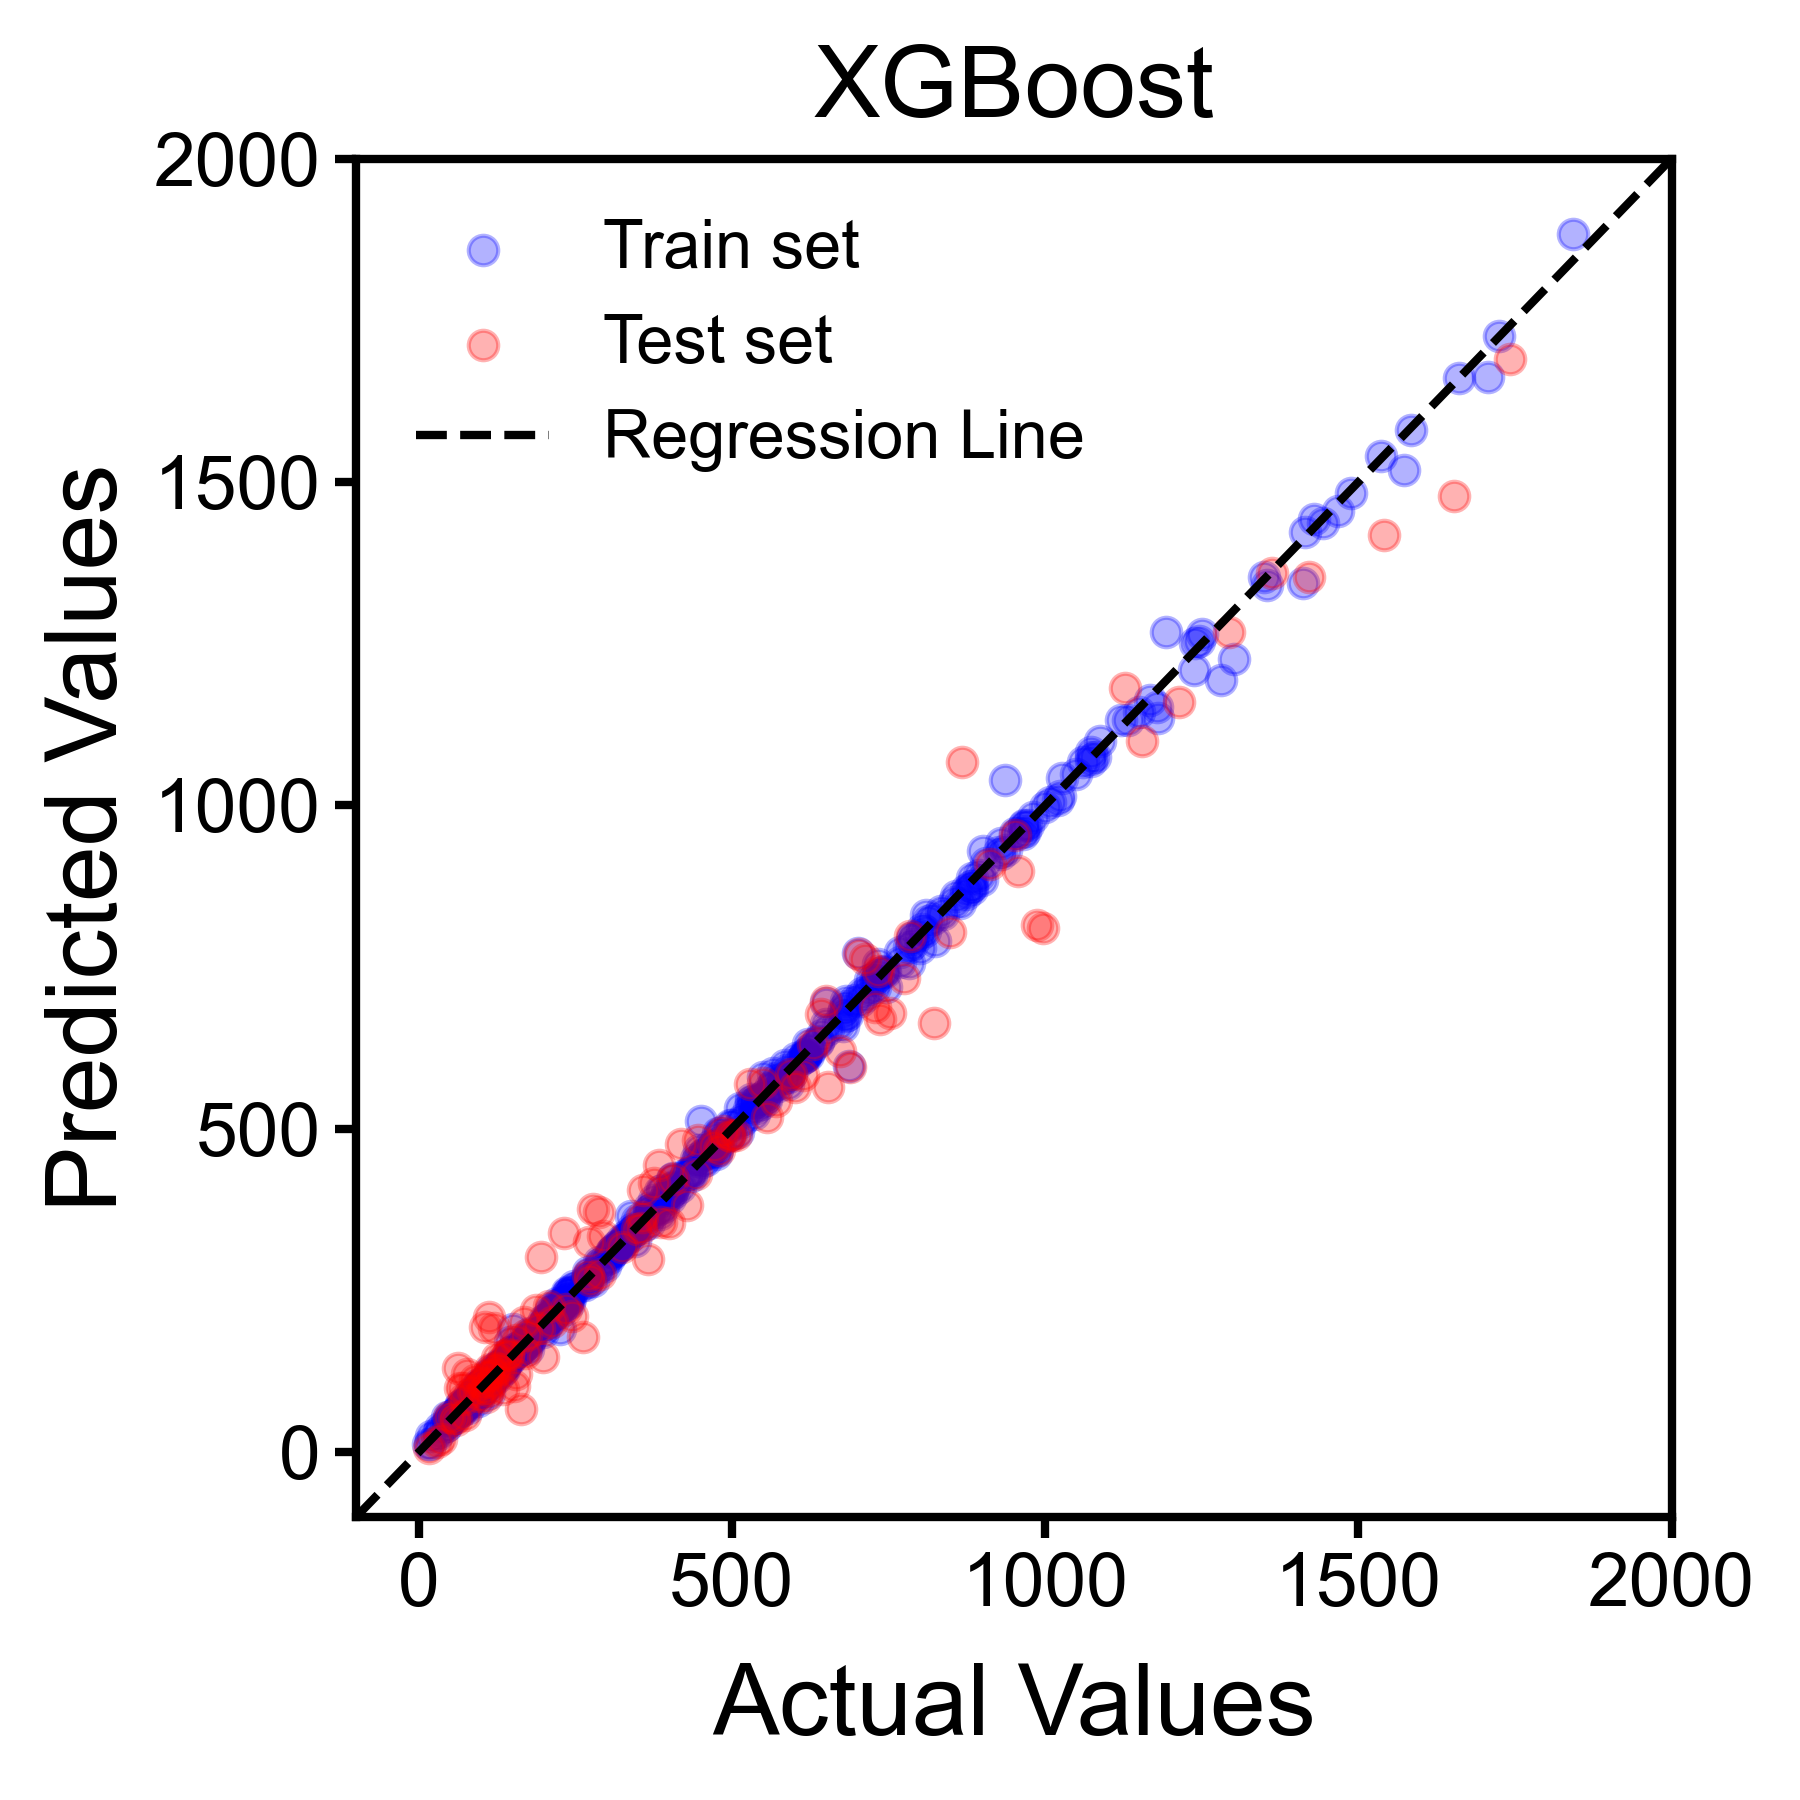 XGBoost
2000
1500
1000
500
0
Predicted Values
Train set
Test set
Regression Line
0 500 1000 1500 2000
Actual Values